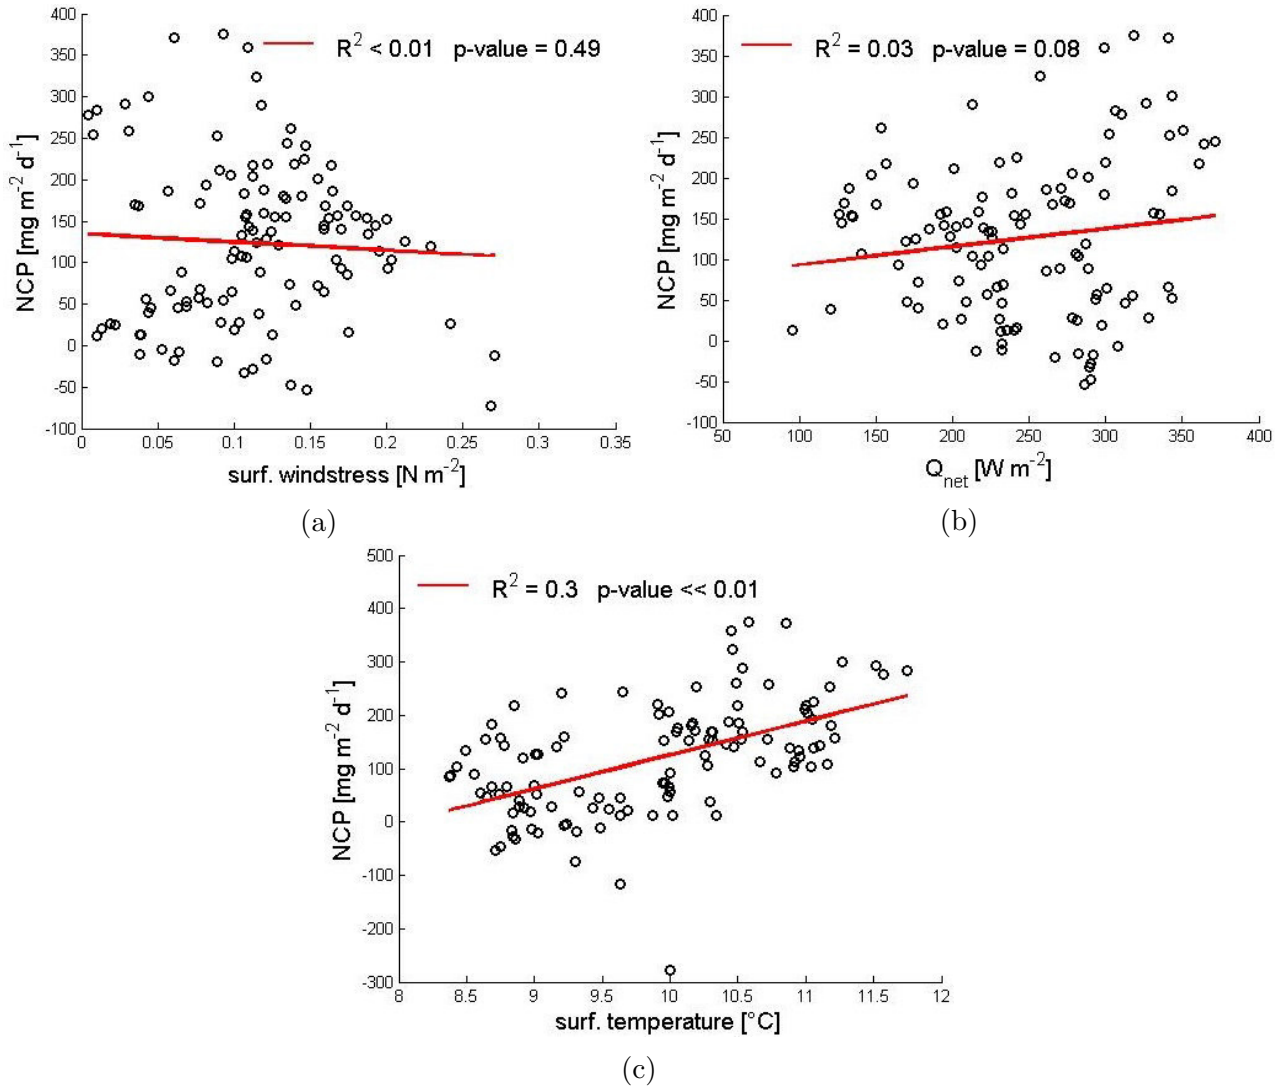 R² < 0.01 p-value = 0.49
400
350
300
250
200
150
100
50
0
-50
-100
NCP [mg m⁻² d⁻¹]
0 0.05 0.1 0.15 0.2 0.25 0.3 0.35
surf. windstress [N m⁻²]
(a)
R² = 0.03 p-value = 0.08
400
350
300
250
200
150
100
50
0
-50
-100
NCP [mg m⁻² d⁻¹]
50 100 150 200 250 300 350 400
Qnet [W m⁻²]
(b)
R² = 0.3 p-value << 0.01
500
400
300
200
100
0
-100
-200
-300
NCP [mg m⁻² d⁻¹]
8 8.5 9 9.5 10 10.5 11 11.5 12
surf. temperature [°C]
(c)